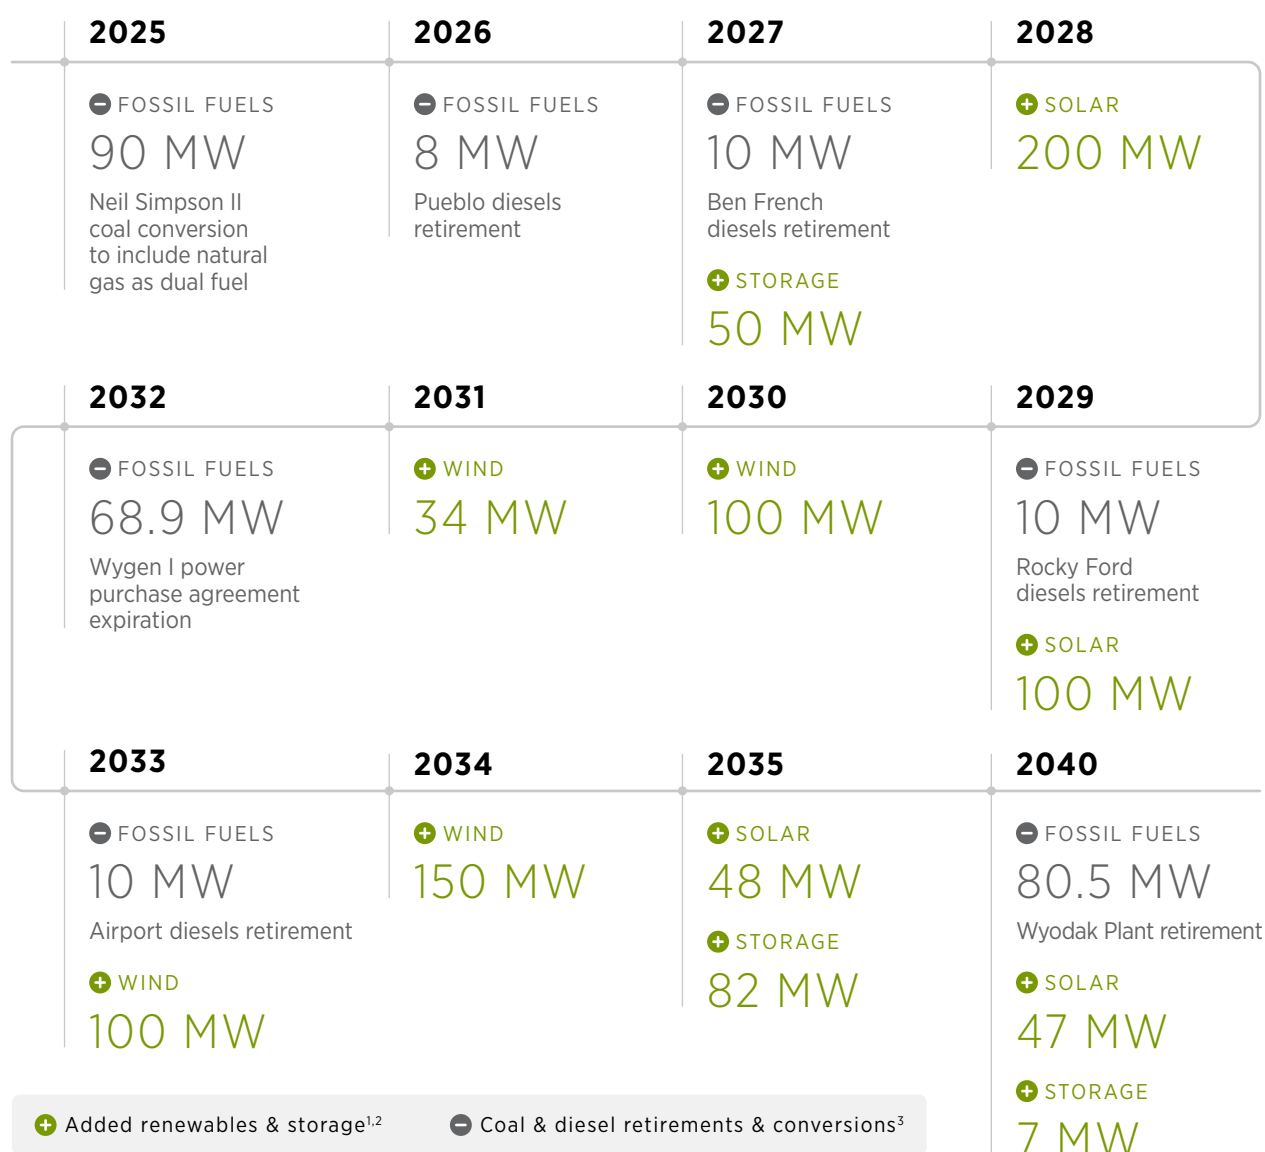 2025
FOSSIL FUELS
90 MW
Neil Simpson II
coal conversion
to include natural
gas as dual fuel
2026
FOSSIL FUELS
8 MW
Pueblo diesels
retirement
2027
FOSSIL FUELS
10 MW
Ben French
diesels retirement
STORAGE
50 MW
2028
SOLAR
200 MW
2029
FOSSIL FUELS
10 MW
Rocky Ford
diesels retirement
SOLAR
100 MW
2030
WIND
100 MW
2031
WIND
34 MW
2032
FOSSIL FUELS
68.9 MW
Wygen I power
purchase agreement
expiration
2033
FOSSIL FUELS
10 MW
Airport diesels retirement
WIND
100 MW
2034
WIND
150 MW
2035
SOLAR
48 MW
STORAGE
82 MW
2040
FOSSIL FUELS
80.5 MW
Wyodak Plant retirement
SOLAR
47 MW
STORAGE
7 MW
Added renewables & storage¹,²
Coal & diesel retirements & conversions³